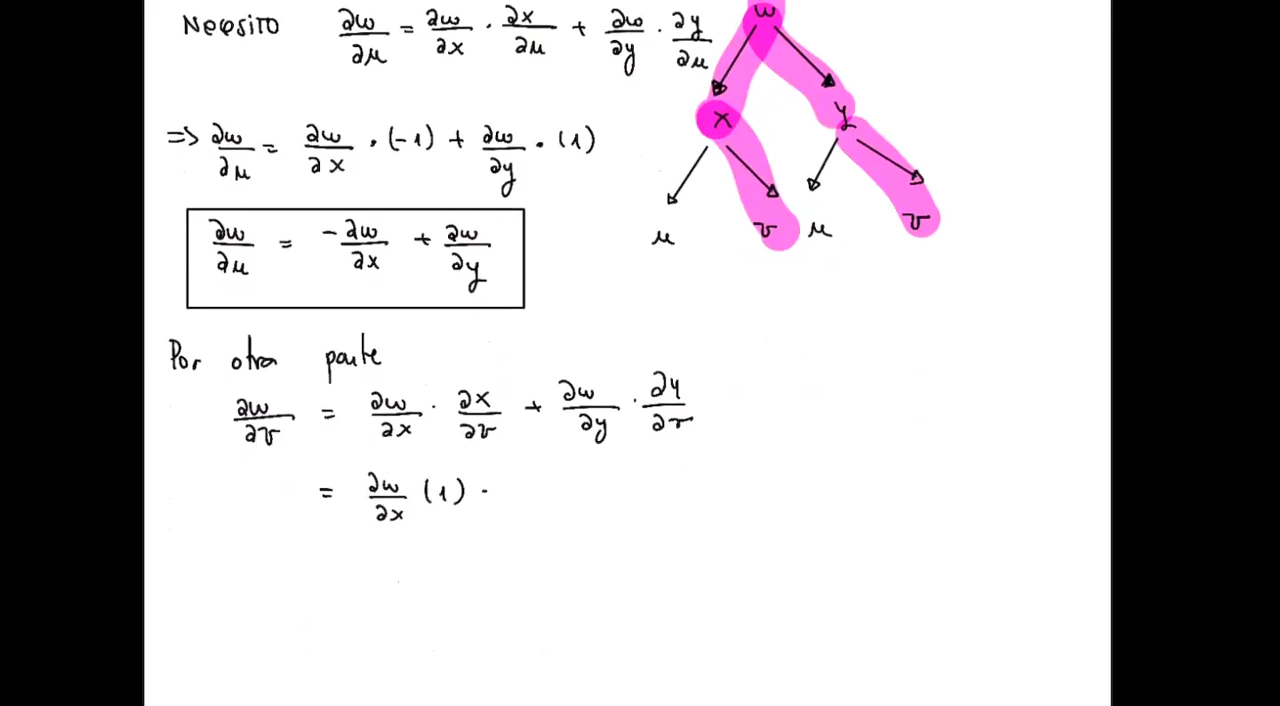 Necesito ∂w/∂μ = ∂w/∂x · ∂x/∂μ + ∂w/∂y · ∂y/∂μ
w
x y
=> ∂w/∂μ = ∂w/∂x · (-1) + ∂w/∂y · (1)
μ v μ v
∂w/∂μ = -∂w/∂x + ∂w/∂y
Por otra parte
∂w/∂v = ∂w/∂x · ∂x/∂v + ∂w/∂y · ∂y/∂v
= ∂w/∂x (1) ·